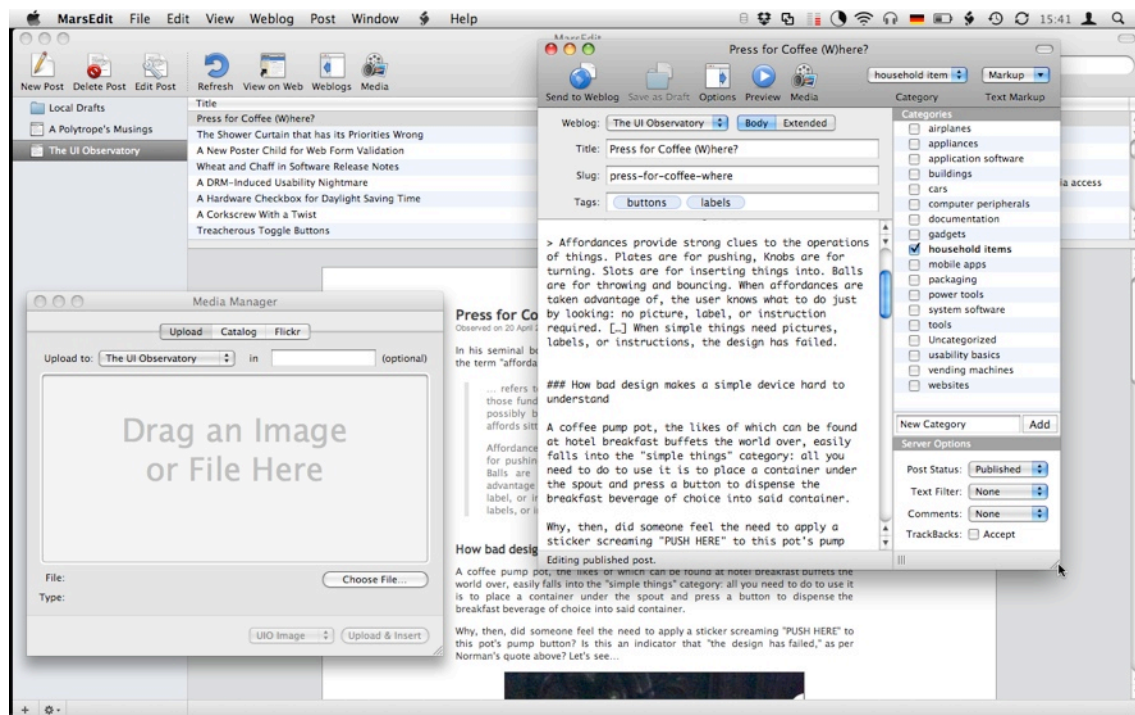 MarsEdit File Edit View Weblog Post Window Help 15:41
MarsEdit
New Post Delete Post Edit Post Refresh View on Web Weblogs Media
Local Drafts
A Polytrope's Musings
The UI Observatory
Title
Press for Coffee (W)here?
The Shower Curtain that has its Priorities Wrong
A New Poster Child for Web Form Validation
Wheat and Chaff in Software Release Notes
A DRM-Induced Usability Nightmare
A Hardware Checkbox for Daylight Saving Time
A Corkscrew With a Twist
Treacherous Toggle Buttons
access
Media Manager
Upload Catalog Flickr
Upload to: The UI Observatory in (optional)
Drag an Image
or File Here
File:
Choose File...
Type:
UIO Image Upload & Insert
Press for Co
Observed on 20 April
In his seminal b
the term "afforda
... refers t
those fund
possibly b
affords sitt
Affordance
for pushin
Balls are
advantage
label, or i
labels, or i
How bad desig
A coffee pump pot, the likes of which can be found at hotel breakfast buffets the
world over, easily falls into the "simple things" category: all you need to do to use it
is to place a container under the spout and press a button to dispense the
breakfast beverage of choice into said container.
Why, then, did someone feel the need to apply a sticker screaming "PUSH HERE" to
this pot's pump button? Is this an indicator that "the design has failed," as per
Norman's quote above? Let's see...
Press for Coffee (W)here?
Send to Weblog Save as Draft Options Preview Media
household item Markup
Category Text Markup
Weblog: The UI Observatory Body Extended
Title: Press for Coffee (W)here?
Slug: press-for-coffee-where
Tags: buttons labels
> Affordances provide strong clues to the operations
of things. Plates are for pushing, Knobs are for
turning. Slots are for inserting things into. Balls
are for throwing and bouncing. When affordances are
taken advantage of, the user knows what to do just
by looking: no picture, label, or instruction
required. […] When simple things need pictures,
labels, or instructions, the design has failed.
### How bad design makes a simple device hard to
understand
A coffee pump pot, the likes of which can be found
at hotel breakfast buffets the world over, easily
falls into the "simple things" category: all you
need to do to use it is to place a container under
the spout and press a button to dispense the
breakfast beverage of choice into said container.
Why, then, did someone feel the need to apply a
sticker screaming "PUSH HERE" to this pot's pump
Editing published post.
Categories
airplanes
appliances
application software
buildings
cars
computer peripherals
documentation
gadgets
household items
mobile apps
packaging
power tools
system software
tools
Uncategorized
usability basics
vending machines
websites
New Category Add
Server Options
Post Status: Published
Text Filter: None
Comments: None
TrackBacks: Accept